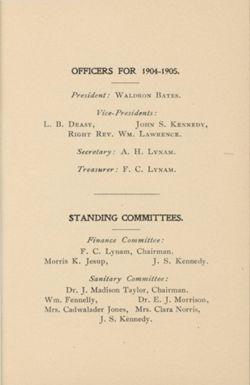 OFFICERS FOR 1904-1905.
President: WALDRON BATES.
Vice-Presidents:
L. B. DEASY, JOHN S. KENNEDY,
RIGHT REV. WM. LAWRENCE.
Secretary: A. H. LYNAM.
Treasurer: F. C. LYNAM.
STANDING COMMITTEES.
Finance Committee:
F. C. Lynam, Chairman.
Morris K. Jesup, J. S. Kennedy.
Sanitary Committee:
Dr. J. Madison Taylor, Chairman.
Wm. Fennelly, Dr. E. J. Morrison,
Mrs. Cadwalader Jones, Mrs. Clara Norris,
J. S. Kennedy.